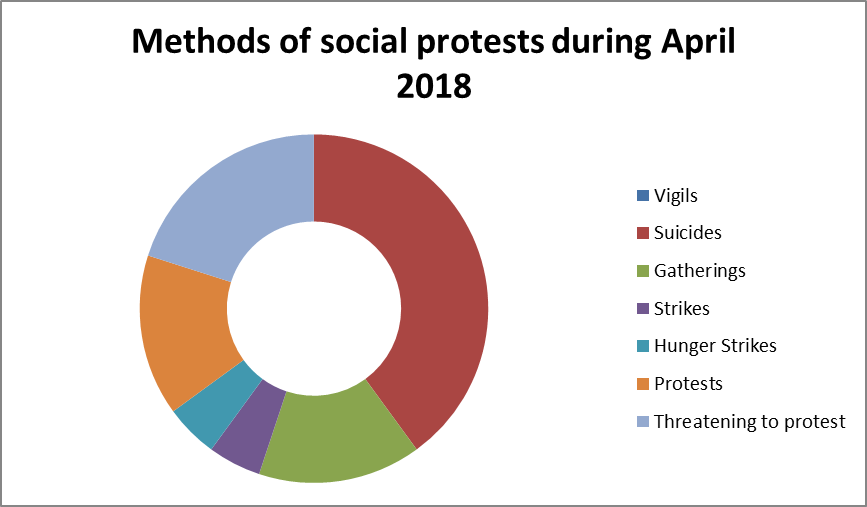 Methods of social protests during April
2018
Vigils
Suicides
Gatherings
Strikes
Hunger Strikes
Protests
Threatening to protest